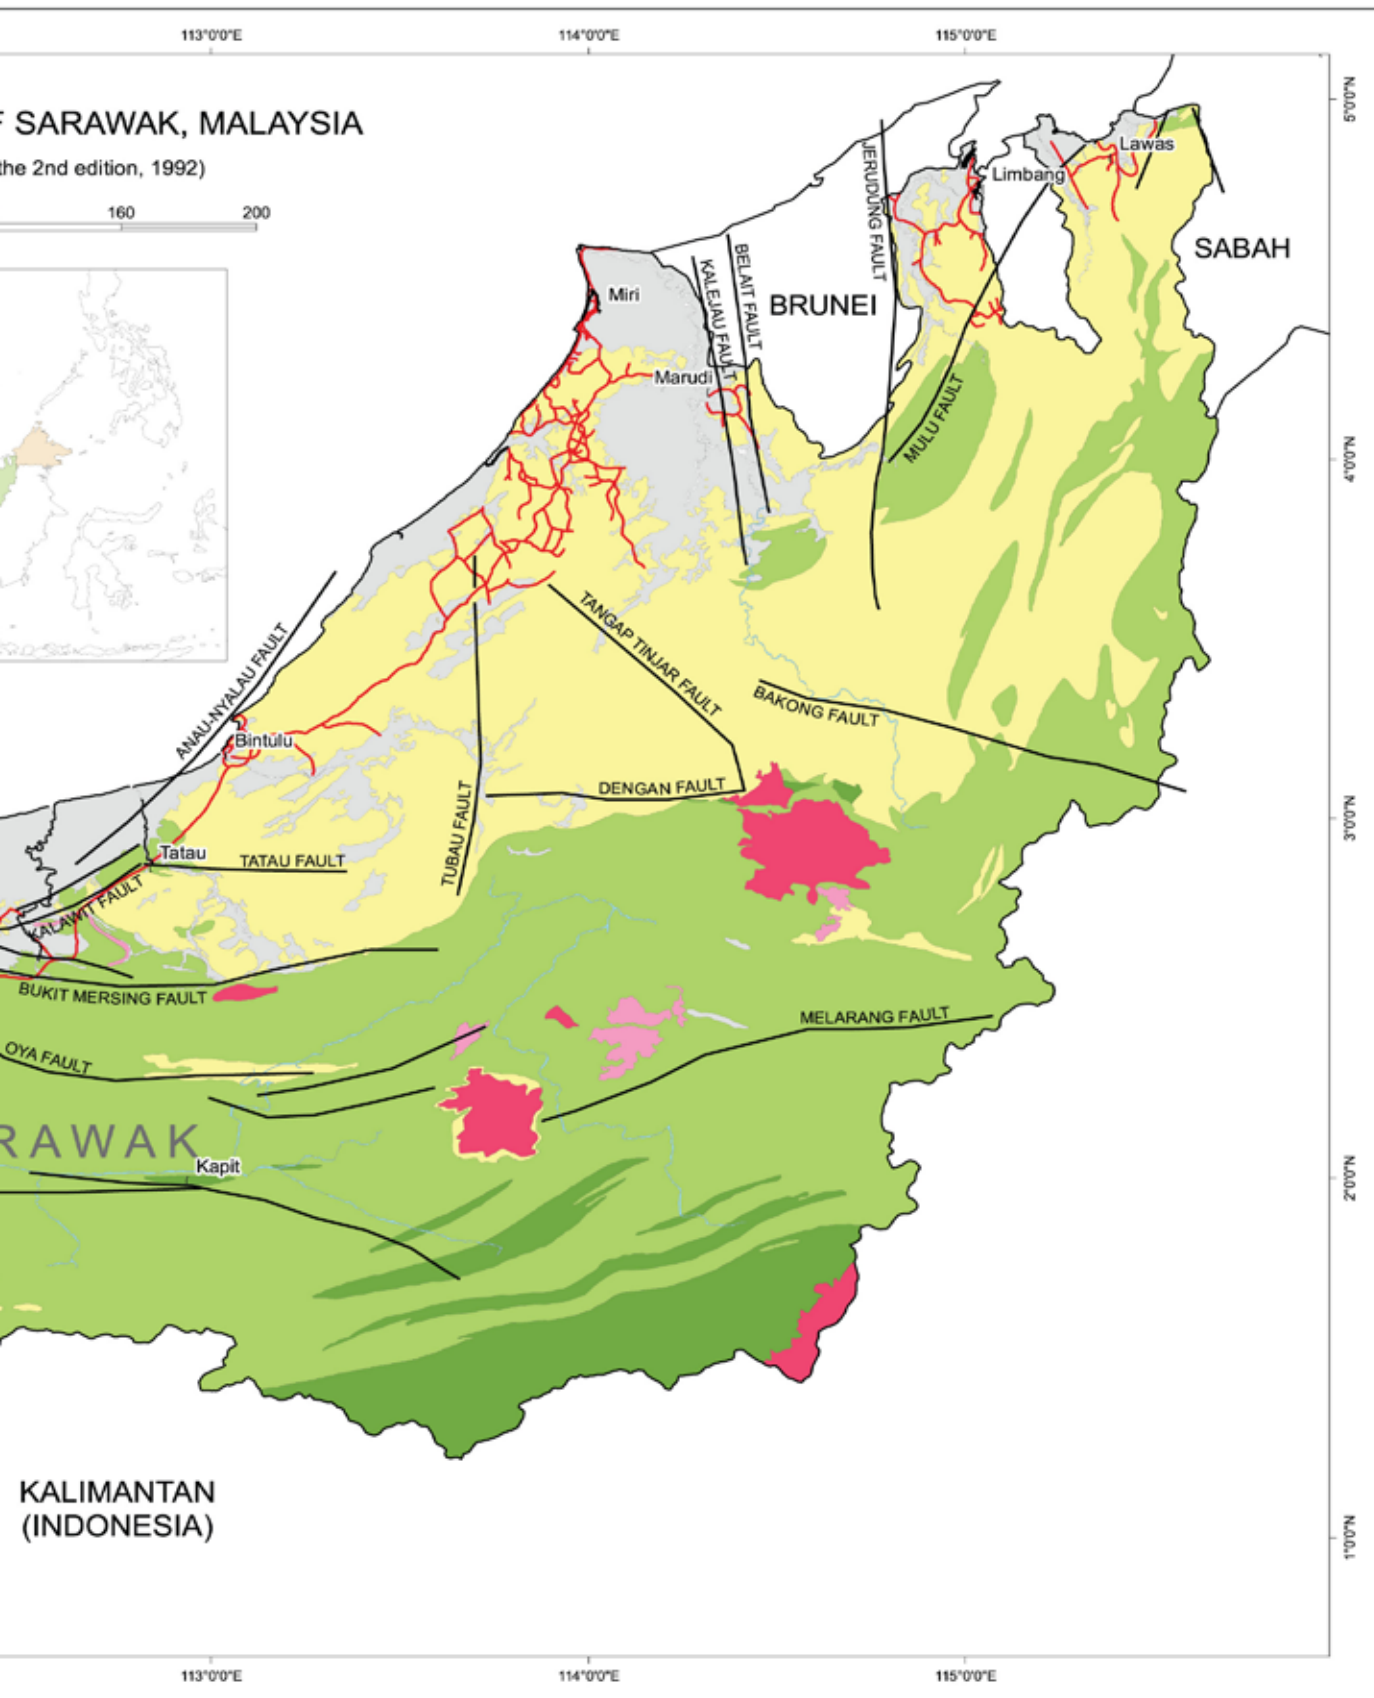 113°0'0"E
114°0'0"E
115°0'0"E
F SARAWAK, MALAYSIA
the 2nd edition, 1992)
160
200
5°0'0"N
4°0'0"N
3°0'0"N
2°0'0"N
1°0'0"N
Lawas
Limbang
JERUDUNG FAULT
SABAH
BELAIT FAULT
KALEJAU FAULT
BRUNEI
Miri
Marudi
MULU FAULT
TANGAP TINJAR FAULT
ANAU-NYALAU FAULT
BAKONG FAULT
Bintulu
DENGAN FAULT
TUBAU FAULT
Tatau
TATAU FAULT
KALAWIT FAULT
BUKIT MERSING FAULT
MELARANG FAULT
OYA FAULT
RAWAK
Kapit
KALIMANTAN
(INDONESIA)
113°0'0"E
114°0'0"E
115°0'0"E